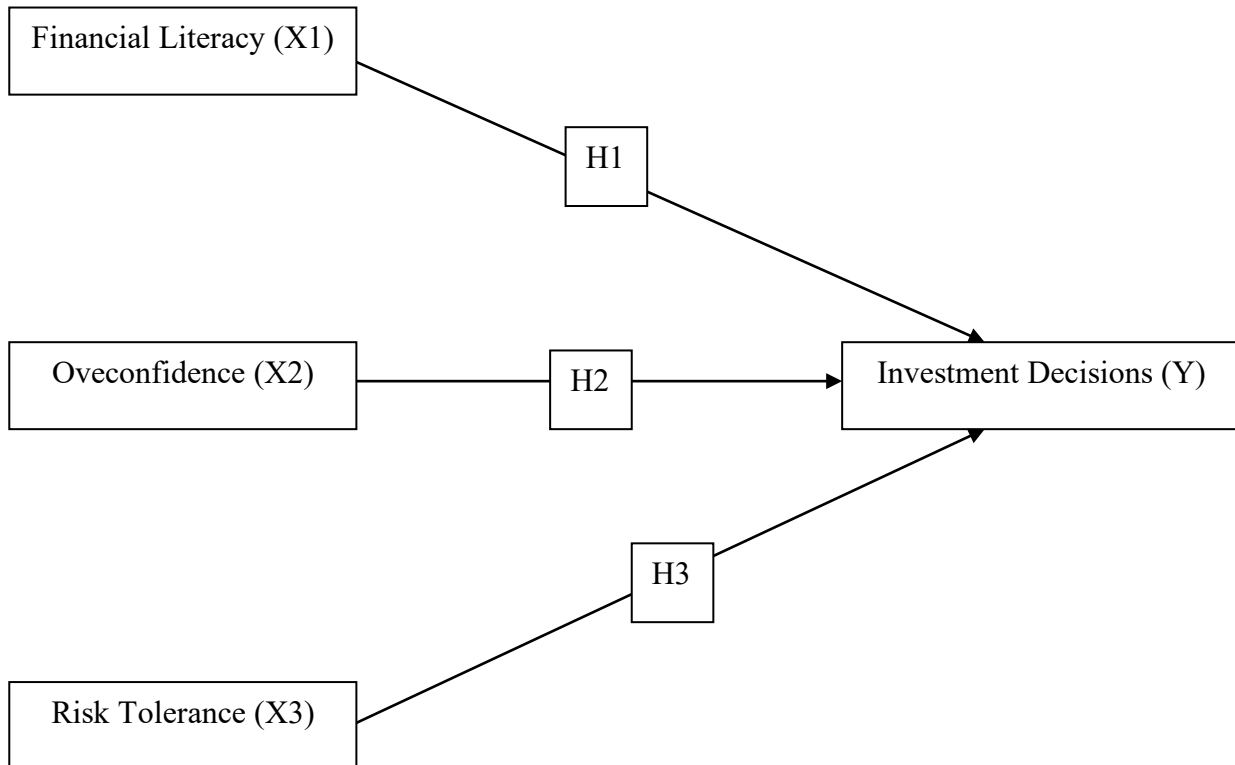 Financial Literacy (X1)
H1
Oveconfidence (X2)
H2
Investment Decisions (Y)
H3
Risk Tolerance (X3)